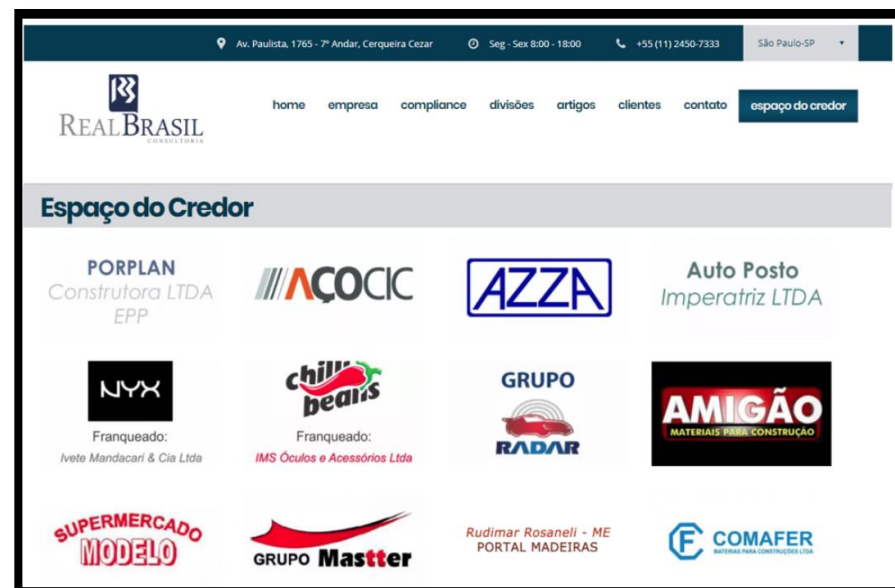 Av. Paulista, 1765 - 7º Andar, Cerqueira Cezar
Seg - Sex 8:00 - 18:00
+55 (11) 2450-7333
São Paulo-SP
REALBRASIL
CONSULTORIA
home empresa compliance divisões artigos clientes contato espaço do credor
Espaço do Credor
PORPLAN
Construtora LTDA
EPP
AÇOCIC
AZZA
Auto Posto
Imperatriz LTDA
NYX
Franqueado:
Ivete Mandacari & Cia Ltda
chilli
beans
Franqueado:
IMS Óculos e Acessórios Ltda
GRUPO
RADAR
AMIGÃO
MATERIAIS PARA CONSTRUÇÃO
SUPERMERCADO
MODELO
GRUPO Mastter
Rudimar Rosaneli - ME
PORTAL MADEIRAS
COMAFER
MATERIAIS PARA CONSTRUÇÕES LTDA